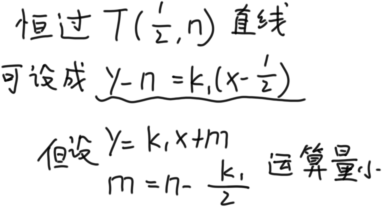 恒过 T(1/2, n) 直线
可设成 y-n = k₁(x-1/2)
但设 y = k₁x+m
m = n- k₁/2 运算量小